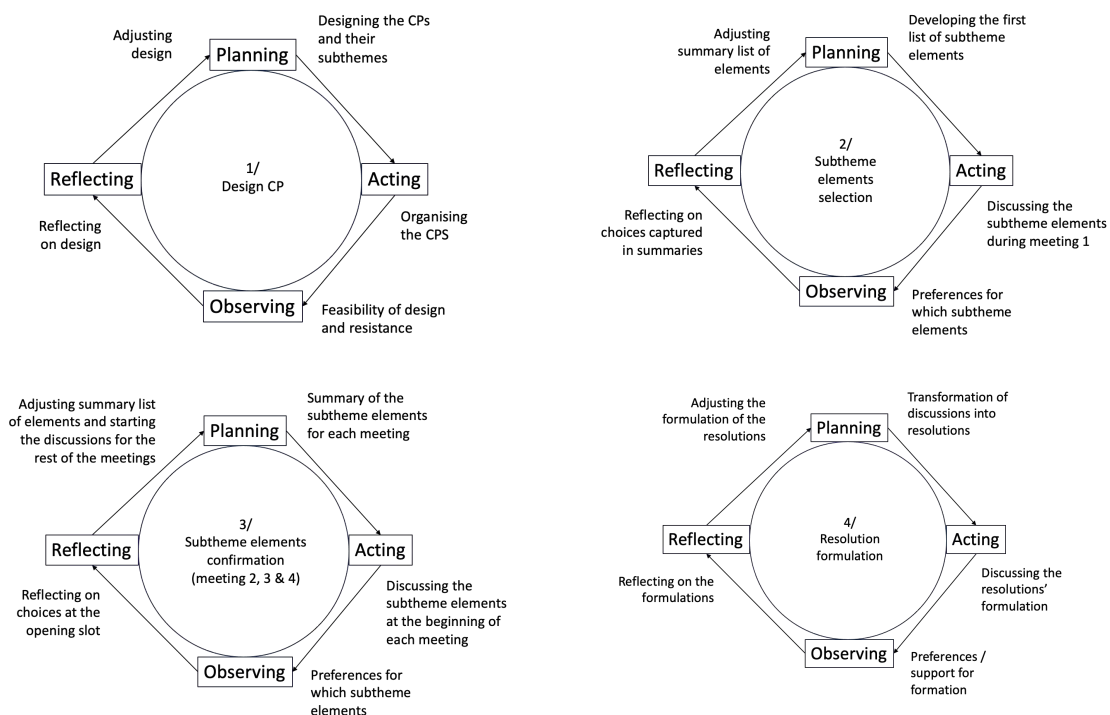 Adjusting
design
Planning
Designing the CPs
and their
subthemes
Reflecting
1/
Design CP
Acting
Reflecting
on design
Organising
the CPS
Observing
Feasibility of design
and resistance
Adjusting
summary list of
elements
Planning
Developing the first
list of subtheme
elements
Reflecting
2/
Subtheme
elements
selection
Acting
Reflecting on
choices captured
in summaries
Discussing the
subtheme elements
during meeting 1
Observing
Preferences for
which subtheme
elements
Adjusting summary list
of elements and starting
the discussions for the
rest of the meetings
Planning
Summary of the
subtheme elements
for each meeting
Reflecting
3/
Subtheme elements
confirmation
(meeting 2, 3 & 4)
Acting
Reflecting on
choices at the
opening slot
Discussing the
subtheme elements
at the beginning of
each meeting
Observing
Preferences for
which subtheme
elements
Adjusting the
formulation of the
resolutions
Planning
Transformation of
discussions into
resolutions
Reflecting
4/
Resolution
formulation
Acting
Reflecting on the
formulations
Discussing the
resolutions’
formulation
Observing
Preferences /
support for
formation